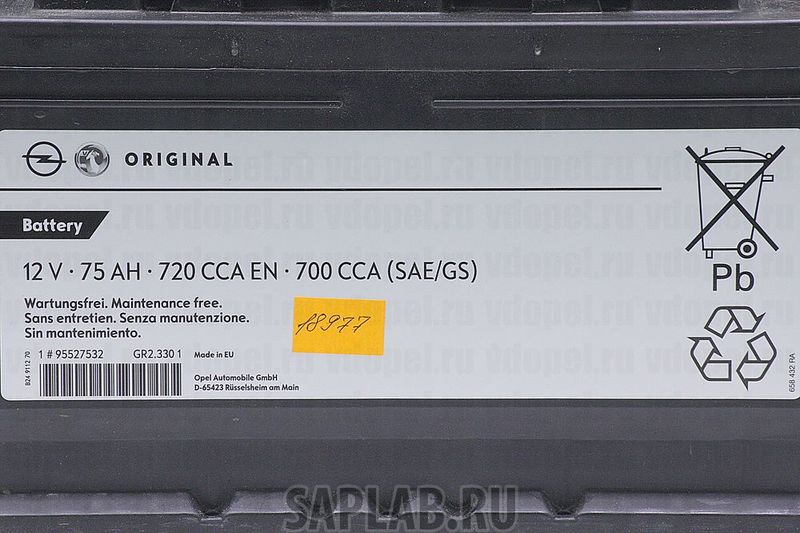 ORIGINAL
Battery
12 V · 75 AH · 720 CCA EN · 700 CCA (SAE/GS)
Wartungsfrei. Maintenance free.
Sans entretien. Senza manutenzione.
Sin mantenimiento.
18977
Pb
1 # 95527532 GR2.330 1 Made in EU
Opel Automobile GmbH
D-65423 Rüsselsheim am Main
824 9112 70
658 432 RA
vdopel.ru
SAPLAB.RU